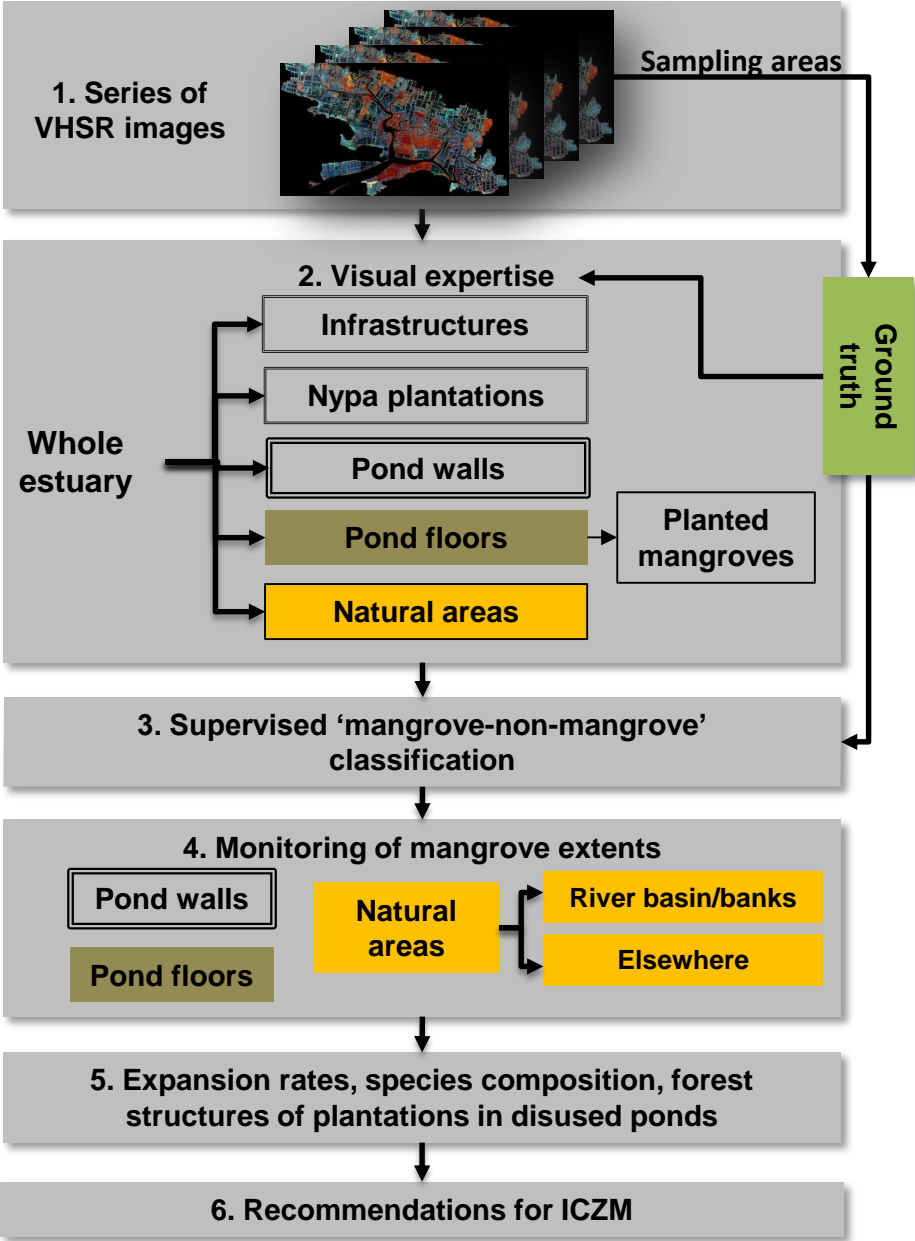 1. Series of
VHSR images
Sampling areas
2. Visual expertise
Infrastructures
Nypa plantations
Whole
estuary
Pond walls
Pond floors
Planted
mangroves
Natural areas
Ground
truth
3. Supervised ‘mangrove-non-mangrove’
classification
4. Monitoring of mangrove extents
Pond walls
Pond floors
Natural
areas
River basin/banks
Elsewhere
5. Expansion rates, species composition, forest
structures of plantations in disused ponds
6. Recommendations for ICZM